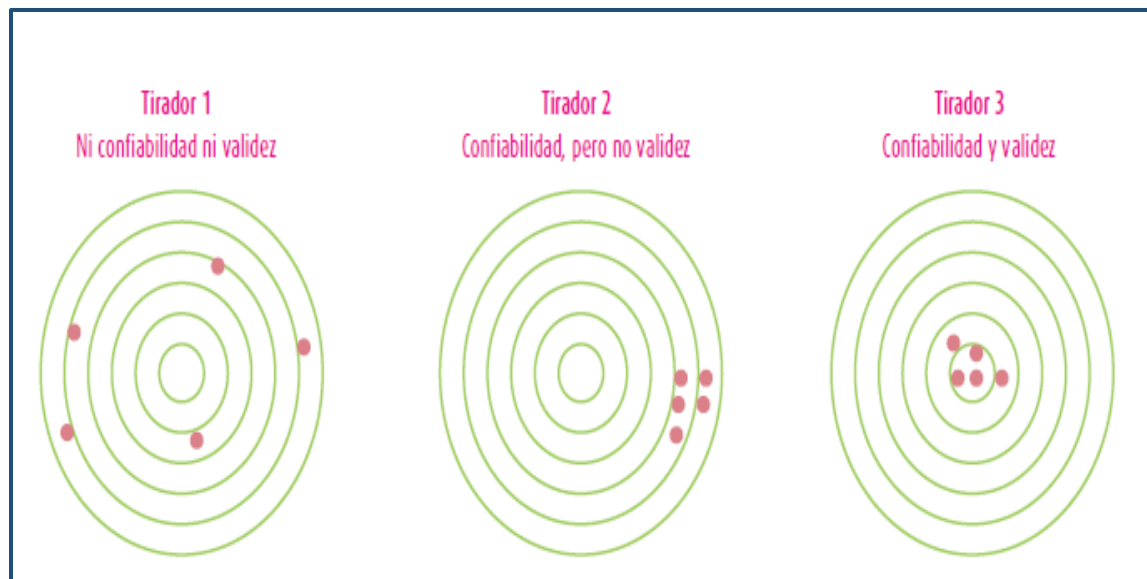 Tirador 1
Ni confiabilidad ni validez
Tirador 2
Confiabilidad, pero no validez
Tirador 3
Confiabilidad y validez